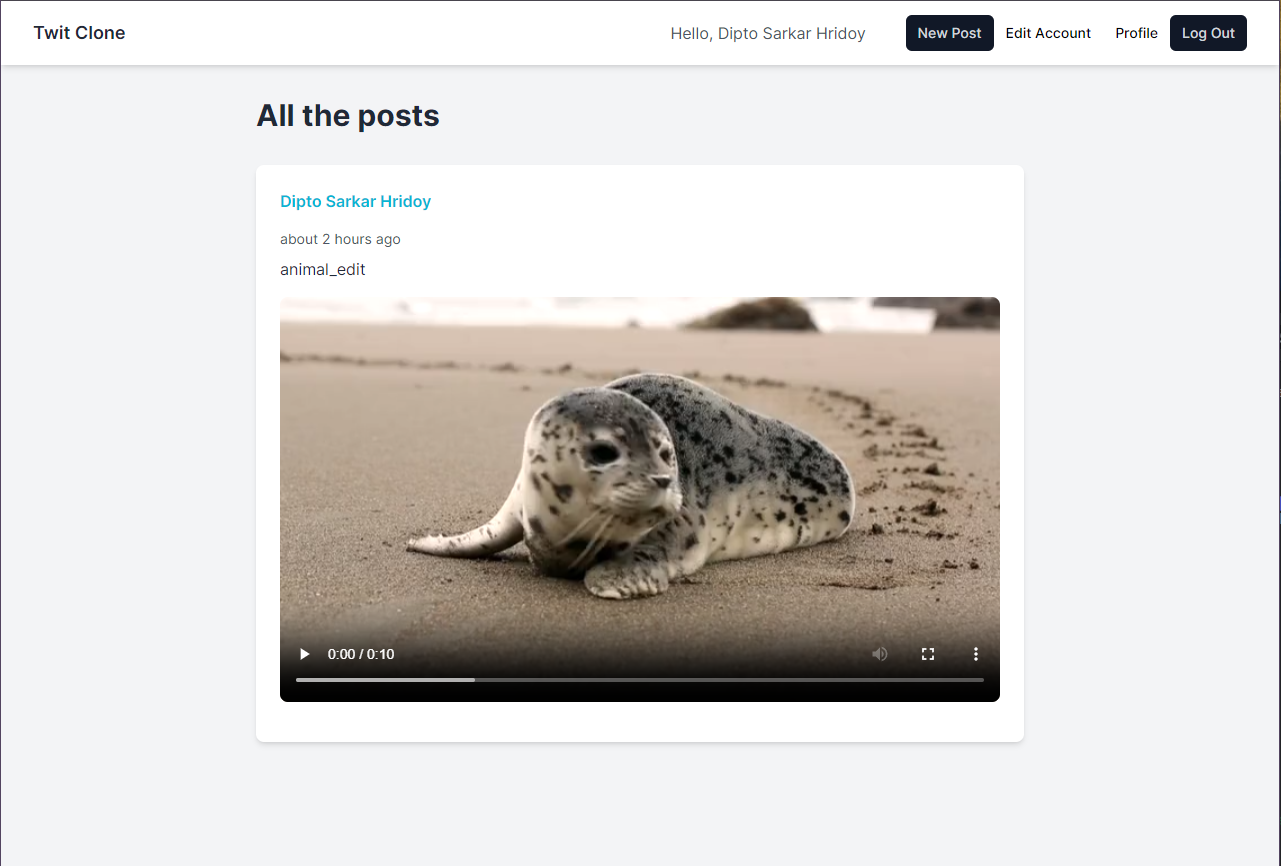 Twit Clone
Hello, Dipto Sarkar Hridoy
New Post
Edit Account
Profile
Log Out
All the posts
Dipto Sarkar Hridoy
about 2 hours ago
animal_edit
0:00 / 0:10